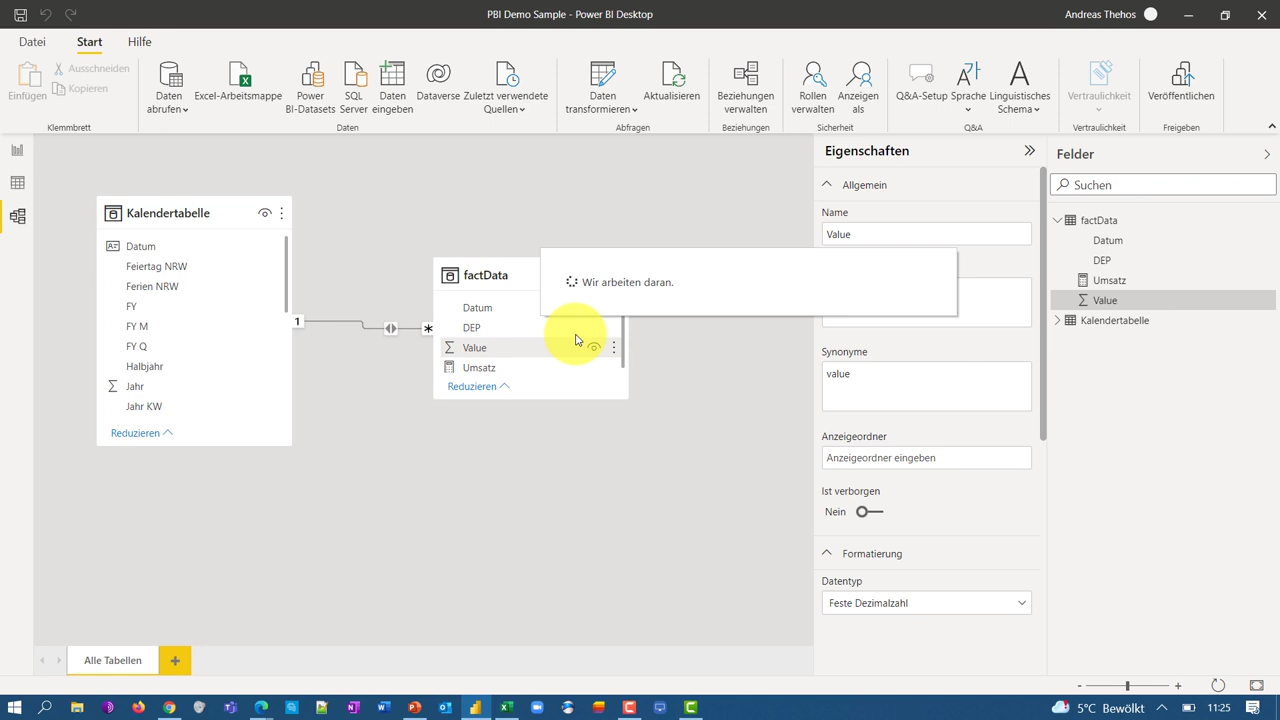 PBI Demo Sample - Power BI Desktop
Andreas Thehos
Datei
Start
Hilfe
Einfügen
Ausschneiden
Kopieren
Klemmbrett
Daten
abrufen
Excel-Arbeitsmappe
Power
BI-Datasets
SQL
Server
Daten
eingeben
Dataverse
Zuletzt verwendete
Quellen
Daten
Daten
transformieren
Aktualisieren
Abfragen
Beziehungen
verwalten
Beziehungen
Rollen
verwalten
Anzeigen
als
Sicherheit
Q&A-Setup
Sprache
Linguistisches
Schema
Q&A
Vertraulichkeit
Vertraulichkeit
Veröffentlichen
Freigeben
Kalendertabelle
Datum
Feiertag NRW
Ferien NRW
FY
FY M
FY Q
Halbjahr
Jahr
Jahr KW
Reduzieren
1
*
factData
Datum
DEP
Value
Umsatz
Reduzieren
Wir arbeiten daran.
Eigenschaften
Allgemein
Name
Value
Synonyme
value
Anzeigeordner
Anzeigeordner eingeben
Ist verborgen
Nein
Formatierung
Datentyp
Feste Dezimalzahl
Felder
Suchen
factData
Datum
DEP
Umsatz
Value
Kalendertabelle
Alle Tabellen
5°C Bewölkt
11:25